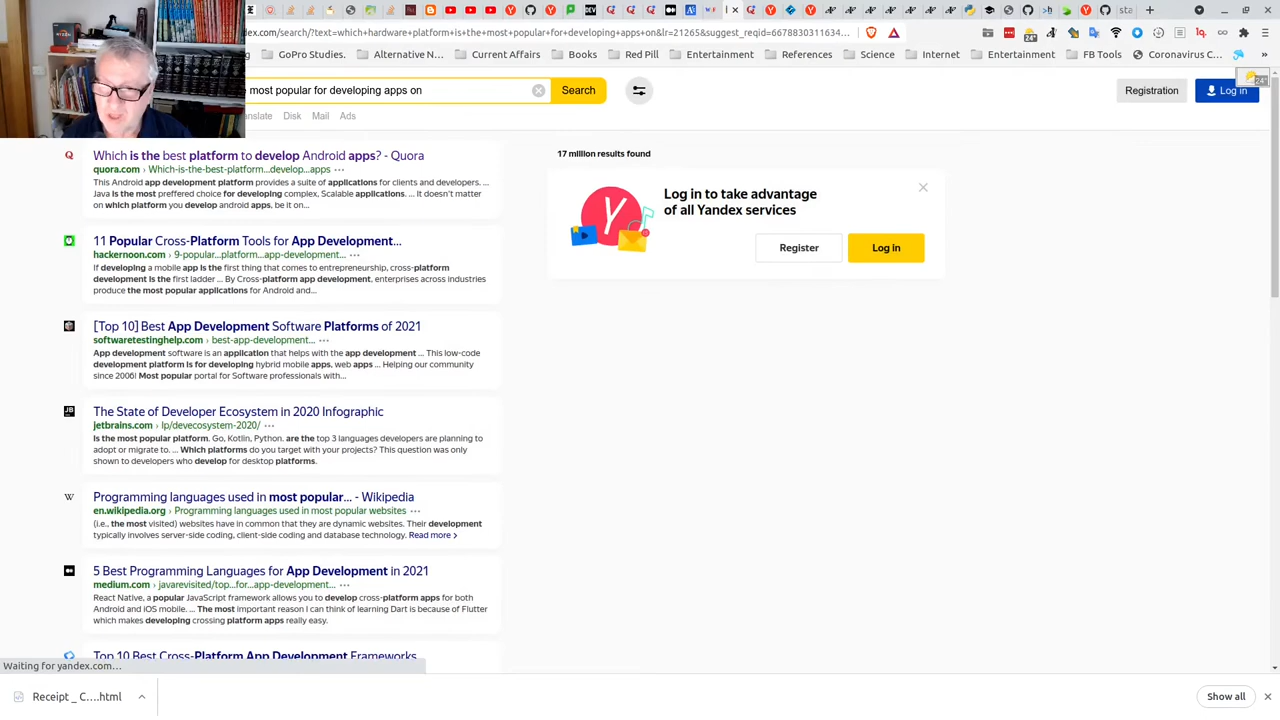 sta
ex.com/search/?text=which+hardware+platform+is+the+most+popular+for+developing+apps+on&lr=21265&suggest_reqid=6678830311634...
GoPro Studies.
Alternative N...
Current Affairs
Books
Red Pill
Entertainment
References
Science
Internet
Entertainment
FB Tools
Coronavirus C...
RYZEN
most popular for developing apps on
Search
Registration
Log in
24°
anslate
Disk
Mail
Ads
Which is the best platform to develop Android apps? - Quora
quora.com › Which-is-the-best-platform...develop...apps
This Android app development platform provides a suite of applications for clients and developers. ...
Java is the most preffered choice for developing complex, Scalable applications. ... It doesn't matter
on which platform you develop android apps, be it on...
11 Popular Cross-Platform Tools for App Development...
hackernoon.com › 9-popular...platform...app-development...
If developing a mobile app is the first thing that comes to entrepreneurship, cross-platform
development is the first ladder ... By Cross-platform app development, enterprises across industries
produce the most popular applications for Android and...
[Top 10] Best App Development Software Platforms of 2021
softwaretestinghelp.com › best-app-development...
App development software is an application that helps with the app development ... This low-code
development platform is for developing hybrid mobile apps, web apps ... Helping our community
since 2006! Most popular portal for Software professionals with...
The State of Developer Ecosystem in 2020 Infographic
jetbrains.com › lp/devecosystem-2020/
Is the most popular platform. Go, Kotlin, Python. are the top 3 languages developers are planning to
adopt or migrate to. ... Which platforms do you target with your projects? This question was only
shown to developers who develop for desktop platforms.
Programming languages used in most popular... - Wikipedia
en.wikipedia.org › Programming languages used in most popular websites
(i.e., the most visited) websites have in common that they are dynamic websites. Their development
typically involves server-side coding, client-side coding and database technology. Read more ›
5 Best Programming Languages for App Development in 2021
medium.com › javarevisited/top...for...app-development...
React Native, a popular JavaScript framework allows you to develop cross-platform apps for both
Android and iOS mobile. ... The most important reason I can think of learning Dart is because of Flutter
which makes developing crossing platform apps really easy.
Top 10 Best Cross-Platform App Development Frameworks
17 million results found
Log in to take advantage
of all Yandex services
Register
Log in
Waiting for yandex.com...
Receipt _ C....html
Show all